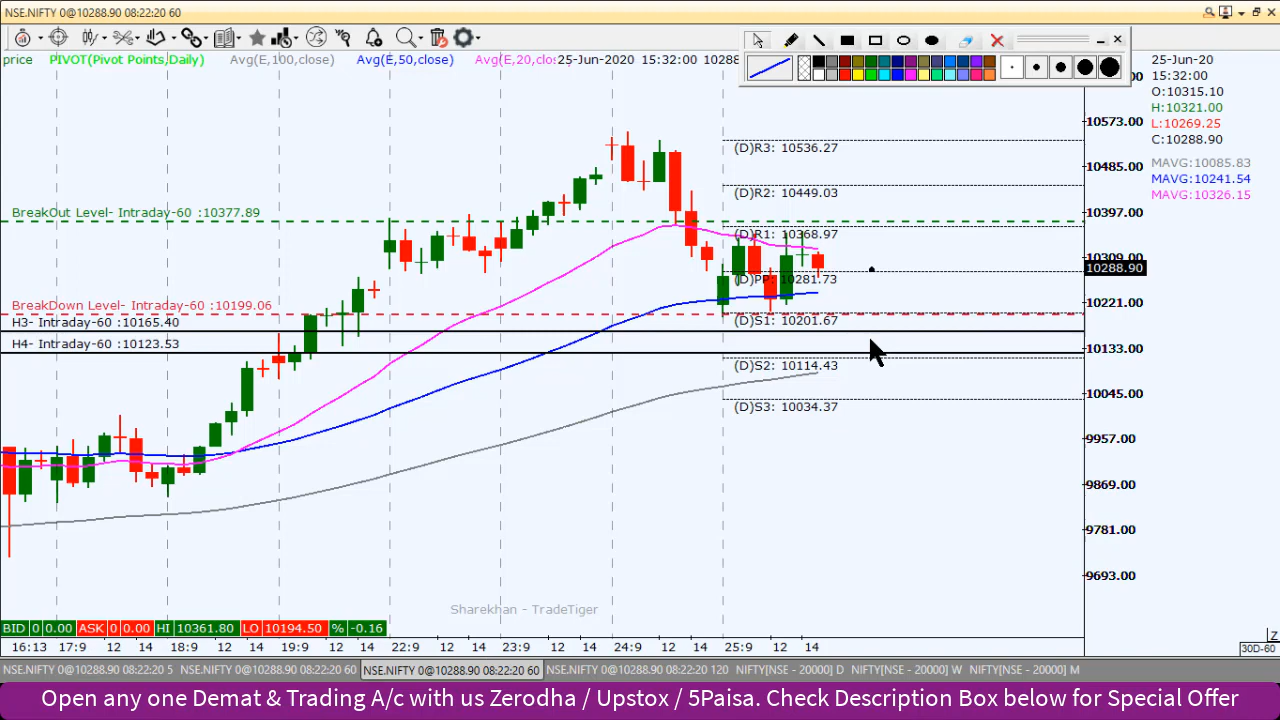 NSE.NIFTY 0@10288.90 08:22:20 60
price PIVOT(Pivot Points,Daily) Avg(E,100,close) Avg(E,50,close) Avg(E,20,clos 25-Jun-2020 15:32:00 10288
25-Jun-20
15:32:00
O:10315.10
H:10321.00
L:10269.25
C:10288.90
MAVG:10085.83
MAVG:10241.54
MAVG:10326.15
10573.00
10485.00
10397.00
10309.00
10288.90
10221.00
10133.00
10045.00
9957.00
9869.00
9781.00
9693.00
(D)R3: 10536.27
(D)R2: 10449.03
BreakOut Level- Intraday-60 :10377.89
(D)R1: 10368.97
(D)PP: 10281.73
BreakDown Level- Intraday-60 :10199.06
H3- Intraday-60 :10165.40
(D)S1: 10201.67
H4- Intraday-60 :10123.53
(D)S2: 10114.43
(D)S3: 10034.37
Sharekhan - TradeTiger
BID 0 0.00 ASK 0 0.00 HI 10361.80 LO 10194.50 % -0.16
16:13 17:9 12 14 18:9 12 14 19:9 12 14 22:9 12 14 23:9 12 14 24:9 12 14 25:9 12 14
Z
30D-60
NSE.NIFTY 0@10288.90 08:22:20 5 NSE.NIFTY 0@10288.90 08:22:20 60 NSE.NIFTY 0@10288.90 08:22:20 60 NSE.NIFTY 0@10288.90 08:22:20 120 NIFTY[NSE - 20000] D NIFTY[NSE - 20000] W NIFTY[NSE - 20000] M
Open any one Demat & Trading A/c with us Zerodha / Upstox / 5Paisa. Check Description Box below for Special Offer